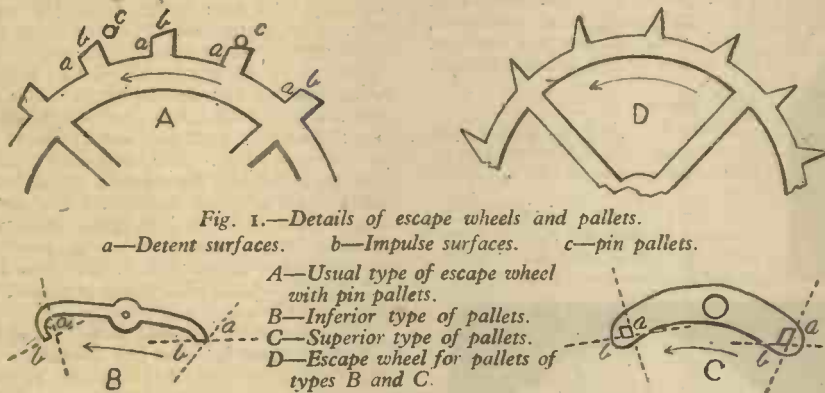 a b c b a a b
A
D
Fig. 1.—Details of escape wheels and pallets.
a—Detent surfaces. b—Impulse surfaces. c—pin pallets.
A—Usual type of escape wheel
with pin pallets.
B—Inferior type of pallets.
C—Superior type of pallets.
D—Escape wheel for pallets of
types B and C.
a b b a
B
a b b a
C